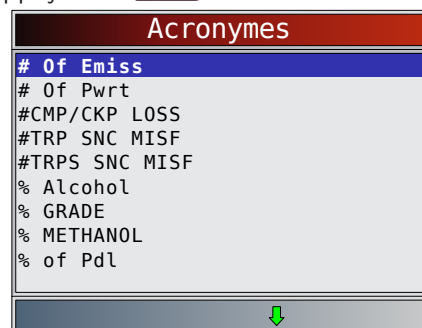 Acronymes
# Of Emiss
# Of Pwrt
#CMP/CKP LOSS
#TRP SNC MISF
#TRPS SNC MISF
% Alcohol
% GRADE
% METHANOL
% of Pdl